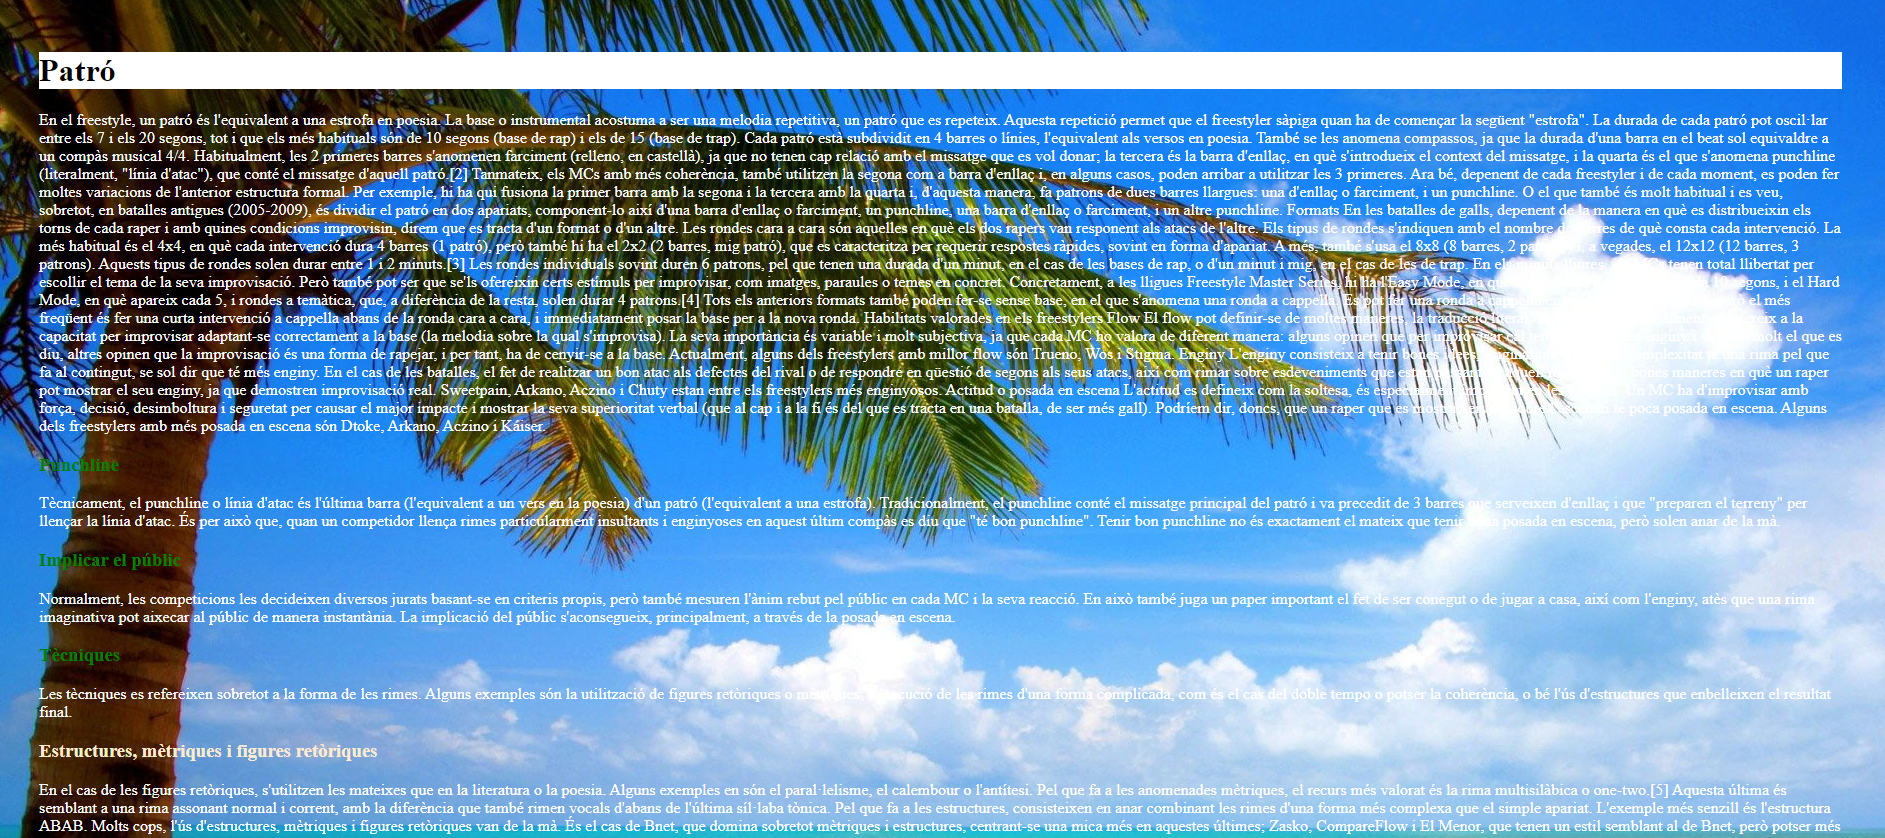 Patró
En el freestyle, un patró és l'equivalent a una estrofa en poesia. La base o instrumental acostuma a ser una melodia repetitiva, un patró que es repeteix. Aquesta repetició permet que el freestyler sàpiga quan ha de començar la següent "estrofa". La durada de cada patró pot oscil·lar
entre els 7 i els 20 segons, tot i que els més habituals són de 10 segons (base de rap) i els de 15 (base de trap). Cada patró està subdividit en 4 barres o línies, l'equivalent als versos en poesia. També se les anomena compassos, ja que la durada d'una barra en el beat sol equivaldre a
un compàs musical 4/4. Habitualment, les 2 primeres barres s'anomenen farciment (relleno, en castellà), ja que no tenen cap relació amb el missatge que es vol donar; la tercera és la barra d'enllaç, en què s'introdueix el context del missatge, i la quarta és el que s'anomena punchline
(literalment, "línia d'atac"), que conté el missatge d'aquell patró.[2] Tanmateix, els MCs amb més coherència, també utilitzen la segona com a barra d'enllaç i, en alguns casos, poden arribar a utilitzar les 3 primeres. Ara bé, depenent de cada freestyler i de cada moment, es poden fer
moltes variacions de l'anterior estructura formal. Per exemple, hi ha qui fusiona la primer barra amb la segona i la tercera amb la quarta i, d'aquesta manera, fa patrons de dues barres llargues: una d'enllaç o farciment, i un punchline. O el que també és molt habitual i es veu,
sobretot, en batalles antigues (2005-2009), és dividir el patró en dos apariats, component-lo així d'una barra d'enllaç o farciment, un punchline, una barra d'enllaç o farciment, i un altre punchline. Formats En les batalles de galls, depenent de la manera en què es distribueixin els
torns de cada raper i amb quines condicions improvisin, direm que es tracta d'un format o d'un altre. Les rondes cara a cara són aquelles en què els dos rapers van responent als atacs de l'altre. Els tipus de rondes s'indiquen amb el nombre de barres de què consta cada intervenció. La
més habitual és el 4x4, en què cada intervenció dura 4 barres (1 patró), però també hi ha el 2x2 (2 barres, mig patró), que es caracteritza per requerir respostes ràpides, sovint en forma d'apariat. A més, també s'usa el 8x8 (8 barres, 2 a vegades, el 12x12 (12 barres, 3
patrons). Aquests tipus de rondes solen durar entre 1 i 2 minuts.[3] Les rondes individuals sovint duren 6 patrons, pel que tenen una durada d'un minut, en el cas de les bases de rap, o d'un minut i mig, en el cas de les de trap. En tenen total llibertat per
escollir el tema de la seva improvisació. Però també pot ser que se'ls ofereixin certs estímuls per improvisar, com imatges, paraules o temes en concret. Concretament, a les lligues Freestyle Master Series, hi ha l'Easy Mode, en 10 segons, i el Hard
Mode, en què apareix cada 5, i rondes a temàtica, que, a diferència de la resta, solen durar 4 patrons.[4] Tots els anteriors formats també poden fer-se sense base, en el que s'anomena una ronda a cappella. Es pot fer una ronda a el més
freqüent és fer una curta intervenció a cappella abans de la ronda cara a cara, i immediatament posar la base per a la nova ronda. Habilitats valorades en els freestylers Flow El flow pot definir-se de moltes maneres, la traducció a la
capacitat per improvisar adaptant-se correctament a la base (la melodia sobre la qual s'improvisa). La seva importància és variable i molt subjectiva, ja que cada MC ho valora de diferent manera: alguns opinen que per improvisar cal molt el que es
diu, altres opinen que la improvisació és una forma de rapejar, i per tant, ha de cenyir-se a la base. Actualment, alguns dels freestylers amb millor flow són Trueno, Wos i Stigma. Enginy L'enginy consisteix a tenir bones idees, una rima pel que
fa al contingut, se sol dir que té més enginy. En el cas de les batalles, el fet de realitzar un bon atac als defectes del rival o de respondre en qüestió de segons als seus atacs, així com rimar sobre esdeveniments que bones maneres en què un raper
pot mostrar el seu enginy, ja que demostren improvisació real. Sweetpain, Arkano, Aczino i Chuty estan entre els freestylers més enginyosos. Actitud o posada en escena L'actitud es defineix com la soltesa, és Un MC ha d'improvisar amb
força, decisió, desimboltura i seguretat per causar el major impacte i mostrar la seva superioritat verbal (que al cap i a la fi és del que es tracta en una batalla, de ser més gall). Podríem dir, doncs, que un raper que es té poca posada en escena. Alguns
dels freestylers amb més posada en escena són Dtoke, Arkano, Aczino i Káiser.
Punchline
Tècnicament, el punchline o línia d'atac és l'última barra (l'equivalent a un vers en la poesia) d'un patró (l'equivalent a una estrofa). Tradicionalment, el punchline conté el missatge principal del patró i va precedit de 3 barres que serveixen d'enllaç i que "preparen el terreny" per
llençar la línia d'atac. És per això que, quan un competidor llença rimes particularment insultants i enginyoses en aquest últim compàs es diu que "té bon punchline". Tenir bon punchline no és exactament el mateix que tenir bona posada en escena, però solen anar de la mà.
Implicar el públic
Normalment, les competicions les decideixen diversos jurats basant-se en criteris propis, però també mesuren l'ànim rebut pel públic en cada MC i la seva reacció. En això també juga un paper important el fet de ser conegut o de jugar a casa, així com l'enginy, atès que una rima
imaginativa pot aixecar al públic de manera instantània. La implicació del públic s'aconsegueix, principalment, a través de la posada en escena.
Tècniques
Les tècniques es refereixen sobretot a la forma de les rimes. Alguns exemples són la utilització de figures retòriques o de les rimes d'una forma complicada, com és el cas del doble tempo o potser la coherència, o bé l'ús d'estructures que enbelleixen el resultat
final.
Estructures, mètriques i figures retòriques
En el cas de les figures retòriques, s'utilitzen les mateixes que en la literatura o la poesia. Alguns exemples en són el paral·lelisme, el calembour o l'antítesi. Pel que fa a les anomenades mètriques, el recurs més valorat és la rima multisil·làbica o one-two.[5] Aquesta última és
semblant a una rima assonant normal i corrent, amb la diferència que també rimen vocals d'abans de l'última síl·laba tònica. Pel que fa a les estructures, consisteixen en anar combinant les rimes d'una forma més complexa que el simple apariat. L'exemple més senzill és l'estructura
ABAB. Molts cops, l'ús d'estructures, mètriques i figures retòriques van de la mà. És el cas de Bnet, que domina sobretot mètriques i estructures, centrant-se una mica més en aquestes últimes; Zasko, CompareFlow i El Menor, que tenen un estil semblant al de Bnet, però potser més